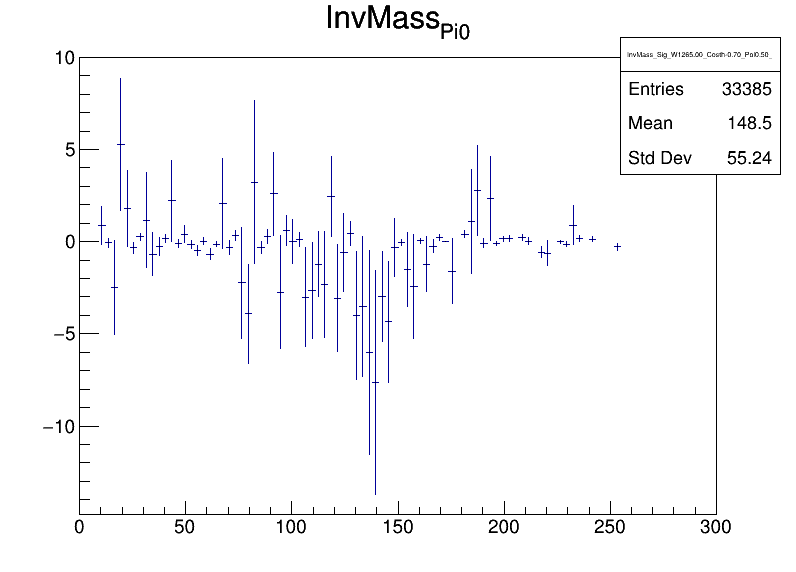 InvMass_Pi0
InvMass_Sig_W1265.00_Costh-0.70_Pol0.50_
Entries 33385
Mean 148.5
Std Dev 55.24
10
5
0
−5
−10
0 50 100 150 200 250 300